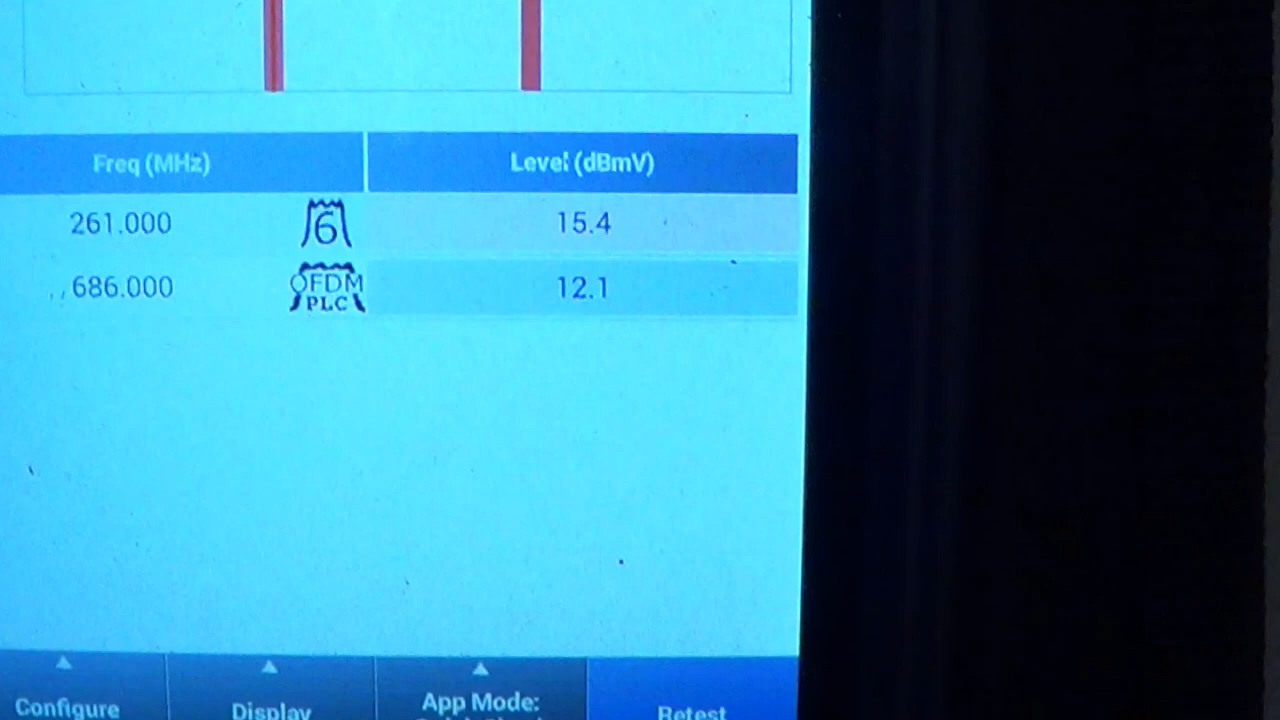 Freq (MHz) Level (dBmV)
261.000 6 15.4
686.000 OFDM PLC 12.1
Configure Display App Mode: Retest